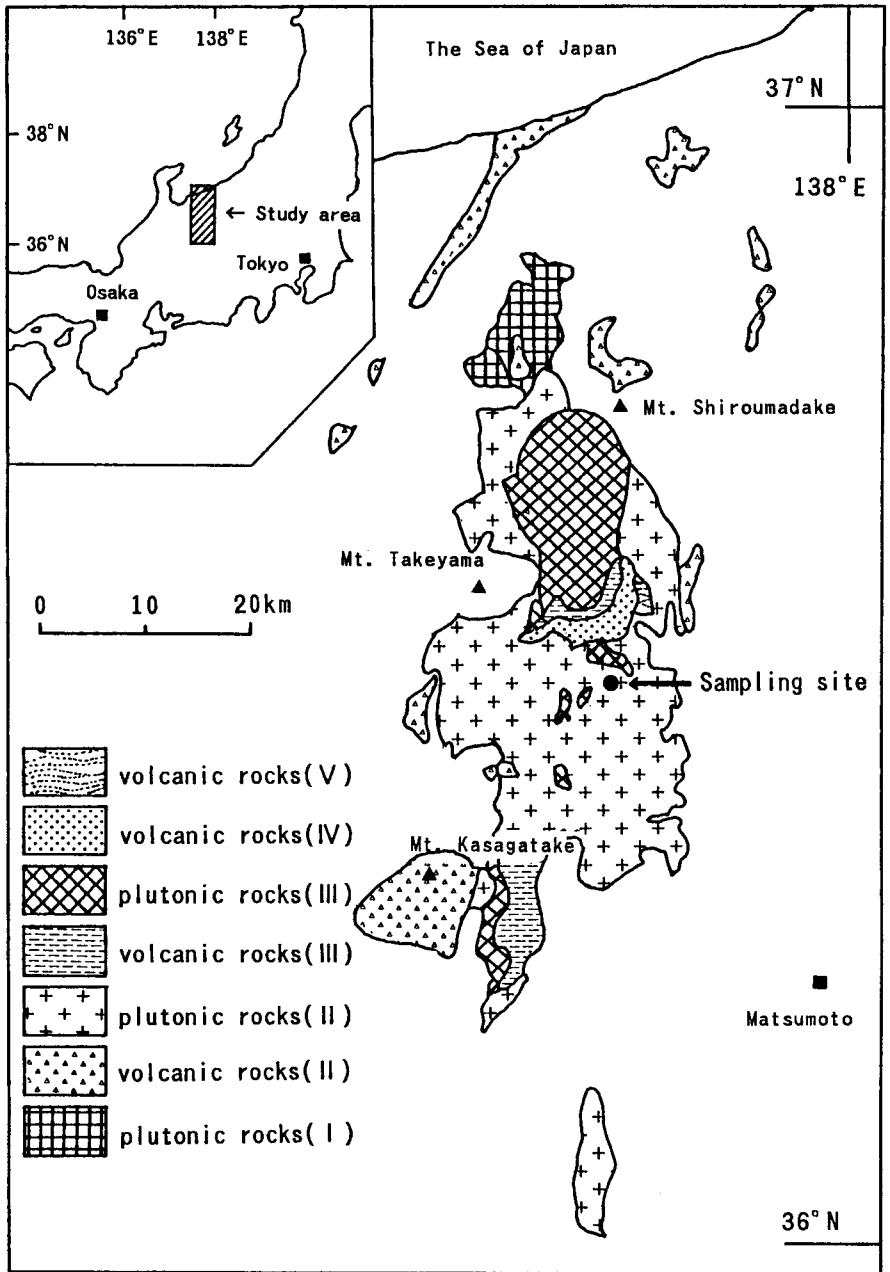 136°E 138°E
The Sea of Japan
37°N
38°N
138°E
← Study area
36°N
Tokyo
Osaka
Mt. Shiroumadake
Mt. Takeyama
0 10 20km
Sampling site
volcanic rocks(V)
volcanic rocks(IV)
Mt. Kasagatake
plutonic rocks(III)
volcanic rocks(III)
plutonic rocks(II)
Matsumoto
volcanic rocks(II)
plutonic rocks(I)
36°N